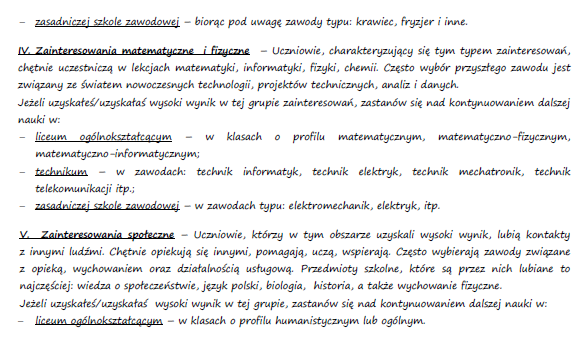 – zasadniczej szkole zawodowej – biorąc pod uwagę zawody typu: krawiec, fryzjer i inne.
IV. Zainteresowania matematyczne i fizyczne – Uczniowie, charakteryzujący się tym typem zainteresowań,
chętnie uczestniczą w lekcjach matematyki, informatyki, fizyki, chemii. Często wybór przyszłego zawodu jest
związany ze światem nowoczesnych technologii, projektów technicznych, analiz i danych.
Jeżeli uzyskałeś/uzyskałaś wysoki wynik w tej grupie zainteresowań, zastanów się nad kontynuowaniem dalszej
nauki w:
– liceum ogólnokształcącym – w klasach o profilu matematycznym, matematyczno-fizycznym,
matematyczno-informatycznym;
– technikum – w zawodach: technik informatyk, technik elektryk, technik mechatronik, technik
telekomunikacji itp.;
– zasadniczej szkole zawodowej – w zawodach typu: elektromechanik, elektryk, itp.
V. Zainteresowania społeczne – Uczniowie, którzy w tym obszarze uzyskali wysoki wynik, lubią kontakty
z innymi ludźmi. Chętnie opiekują się innymi, pomagają, uczą, wspierają. Często wybierają zawody związane
z opieką, wychowaniem oraz działalnością usługową. Przedmioty szkolne, które są przez nich lubiane to
najczęściej: wiedza o społeczeństwie, język polski, biologia, historia, a także wychowanie fizyczne.
Jeżeli uzyskałeś/uzyskałaś wysoki wynik w tej grupie, zastanów się nad kontynuowaniem dalszej nauki w:
– liceum ogólnokształcącym – w klasach o profilu humanistycznym lub ogólnym.